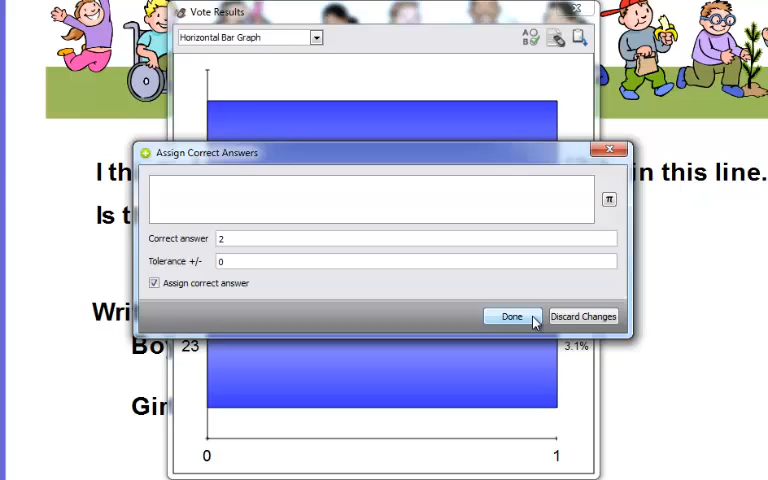 Vote Results
Horizontal Bar Graph
Assign Correct Answers
I th
in this line.
π
Is t
Correct answer 2
Tolerance +/- 0
Assign correct answer
Writ
Done Discard Changes
Bo 23 3.1%
Gir
0 1